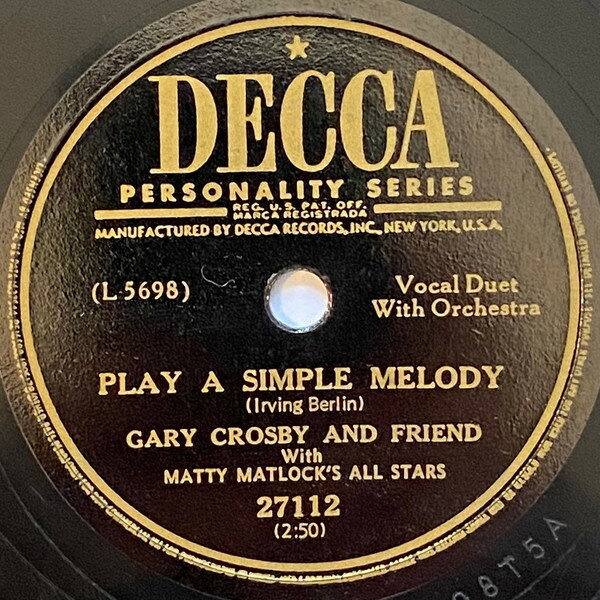 DECCA
PERSONALITY SERIES
REG. U.S. PAT. OFF.
MARCA REGISTRADA
MANUFACTURED BY DECCA RECORDS, INC., NEW YORK, U.S.A.
(L-5698)
Vocal Duet
With Orchestra
PLAY A SIMPLE MELODY
(Irving Berlin)
GARY CROSBY AND FRIEND
With
MATTY MATLOCK'S ALL STARS
27112
(2:50)
8T5A